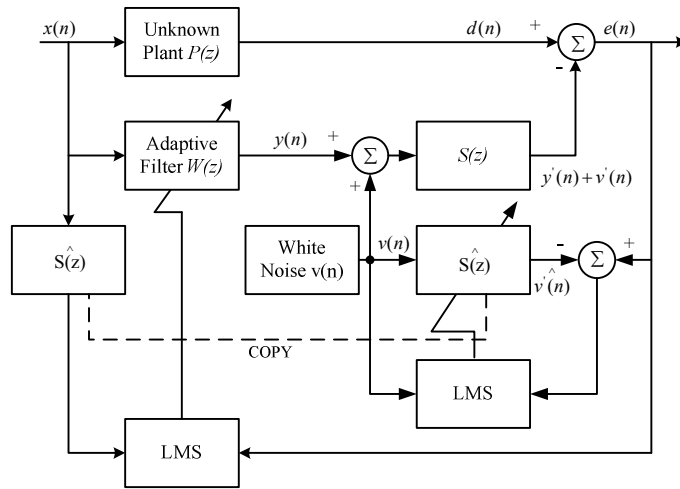 x(n)
Unknown
Plant P(z)
d(n)
+
Σ
e(n)
-
Adaptive
Filter W(z)
y(n)
+
Σ
+
S(z)
y'(n)+v'(n)
Ŝ(z)
White
Noise v(n)
v(n)
Ŝ(z)
-
v̂'(n)
Σ
+
COPY
LMS
LMS